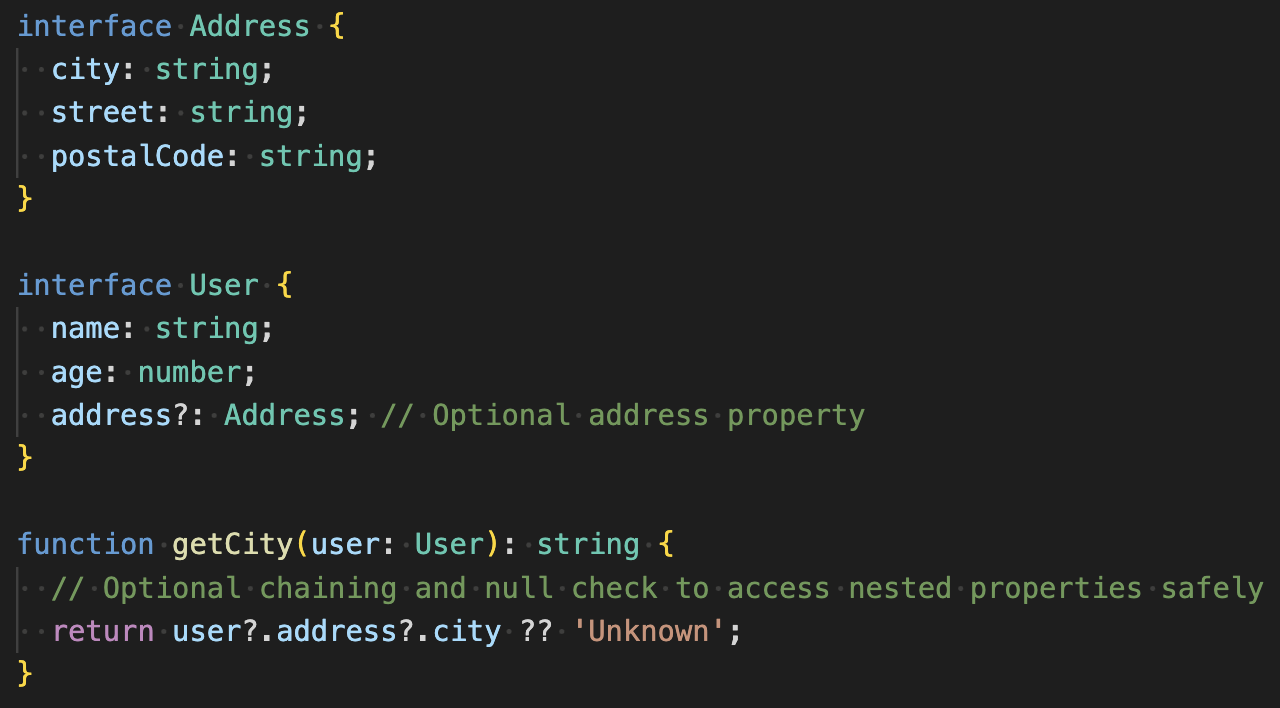 interface Address {
  city: string;
  street: string;
  postalCode: string;
}

interface User {
  name: string;
  age: number;
  address?: Address; // Optional address property
}

function getCity(user: User): string {
  // Optional chaining and null check to access nested properties safely
  return user?.address?.city ?? 'Unknown';
}